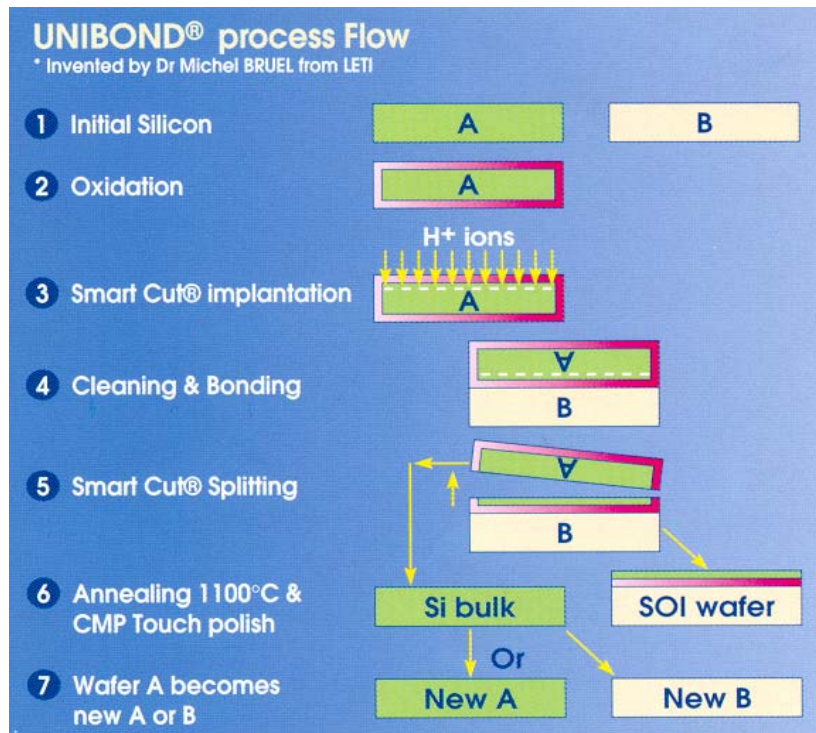 UNIBOND® process Flow
* Invented by Dr Michel BRUEL from LETI
1 Initial Silicon
A
B
2 Oxidation
A
H+ ions
3 Smart Cut® implantation
A
4 Cleaning & Bonding
A
B
5 Smart Cut® Splitting
A
B
6 Annealing 1100°C &
CMP Touch polish
Si bulk
SOI wafer
Or
7 Wafer A becomes
new A or B
New A
New B